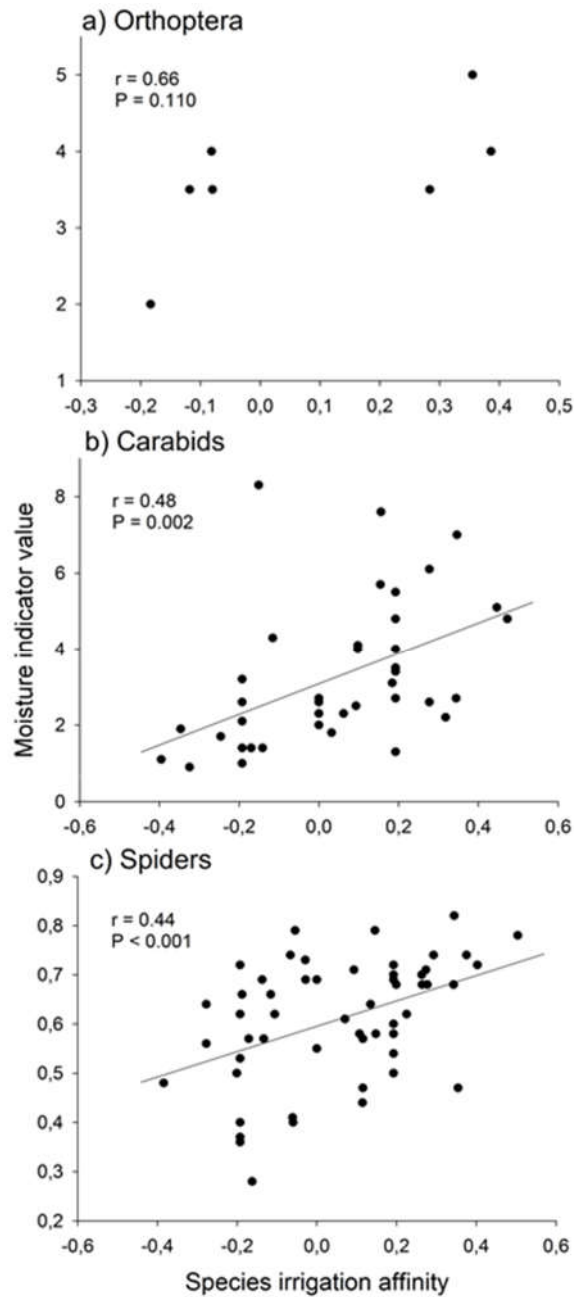 a) Orthoptera
r = 0.66
P = 0.110
5
4
3
2
1
-0,3 -0,2 -0,1 0,0 0,1 0,2 0,3 0,4 0,5
b) Carabids
r = 0.48
P = 0.002
8
6
4
2
0
-0,6 -0,4 -0,2 0,0 0,2 0,4 0,6
Moisture indicator value
c) Spiders
r = 0.44
P < 0.001
0,9
0,8
0,7
0,6
0,5
0,4
0,3
0,2
-0,6 -0,4 -0,2 0,0 0,2 0,4 0,6
Species irrigation affinity